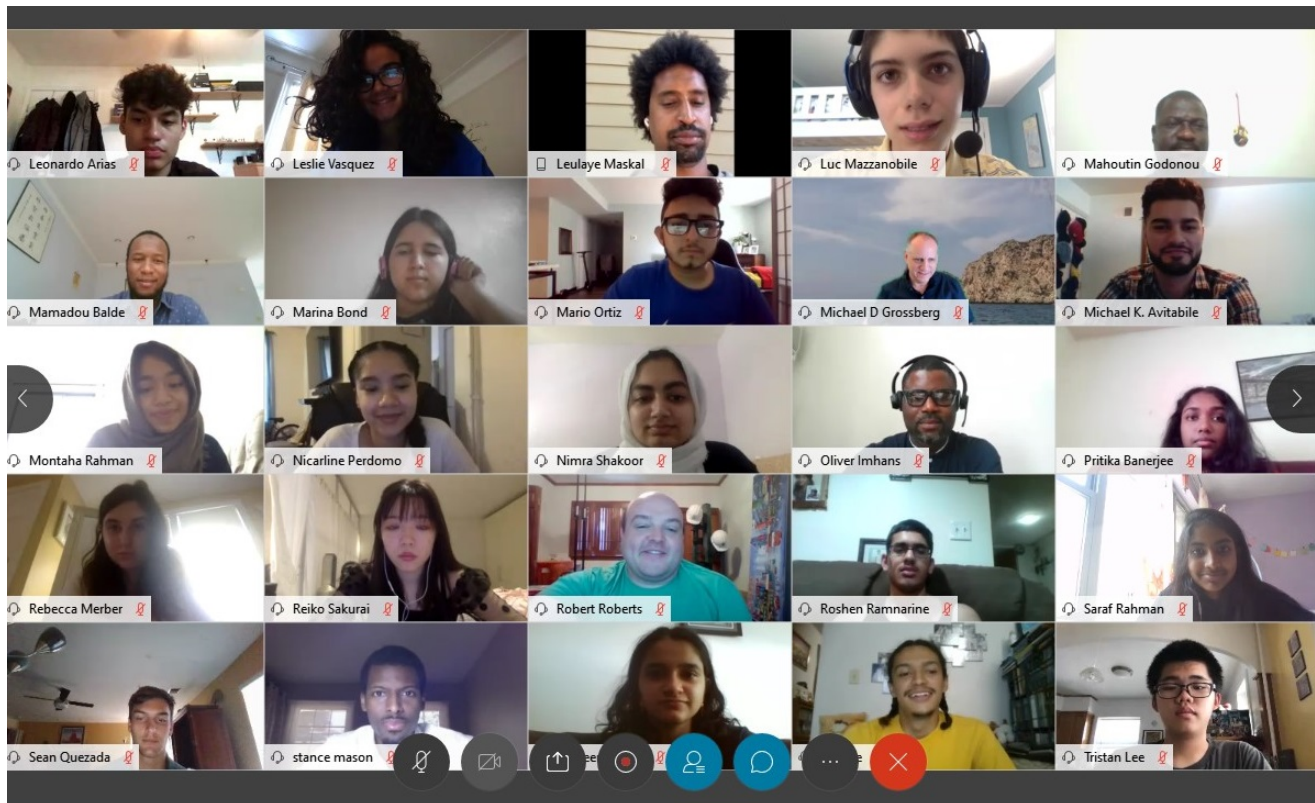 Leonardo Arias
Leslie Vasquez
Leulaye Maskal
Luc Mazzanobile
Mahoutin Godonou
Mamadou Balde
Marina Bond
Mario Ortiz
Michael D Grossberg
Michael K. Avitabile
Montaha Rahman
Nicarline Perdomo
Nimra Shakoor
Oliver Imhans
Pritika Banerjee
Rebecca Merber
Reiko Sakurai
Robert Roberts
Roshen Ramnarine
Saraf Rahman
Sean Quezada
stance mason
Tristan Lee